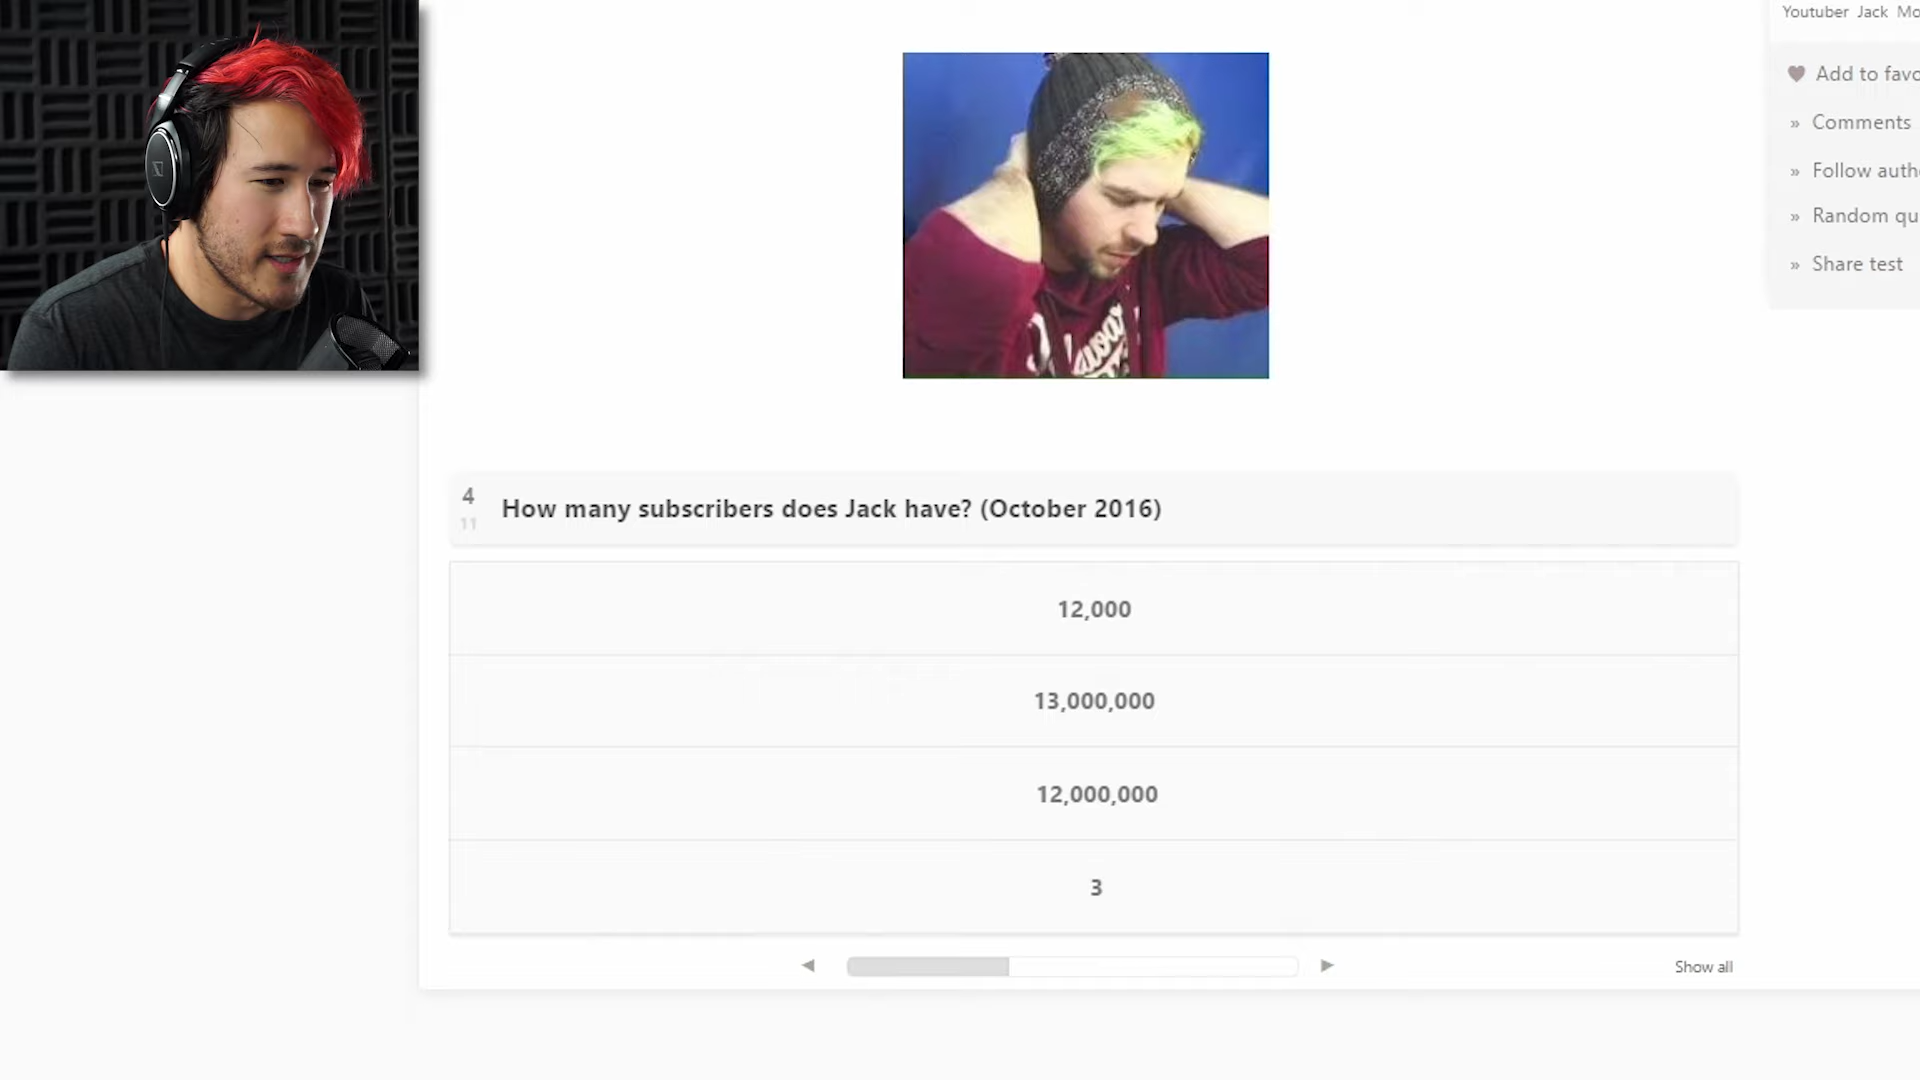 Youtuber Jack Mo
Add to favo
» Comments
» Follow auth
» Random qu
» Share test
4
11
How many subscribers does Jack have? (October 2016)
12,000
13,000,000
12,000,000
3
Show all